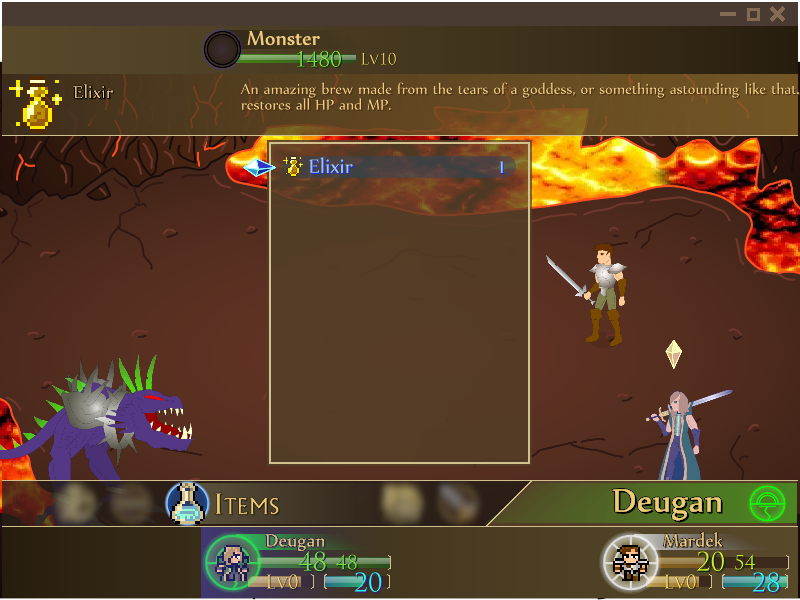 Monster
1480 Lv10
Elixir
An amazing brew made from the tears of a goddess, or something astounding like that.
restores all HP and MP.
Elixir 1
ITEMS
Deugan
Deugan
48 48
Lv0 20
Mardek
20 54
Lv0 28